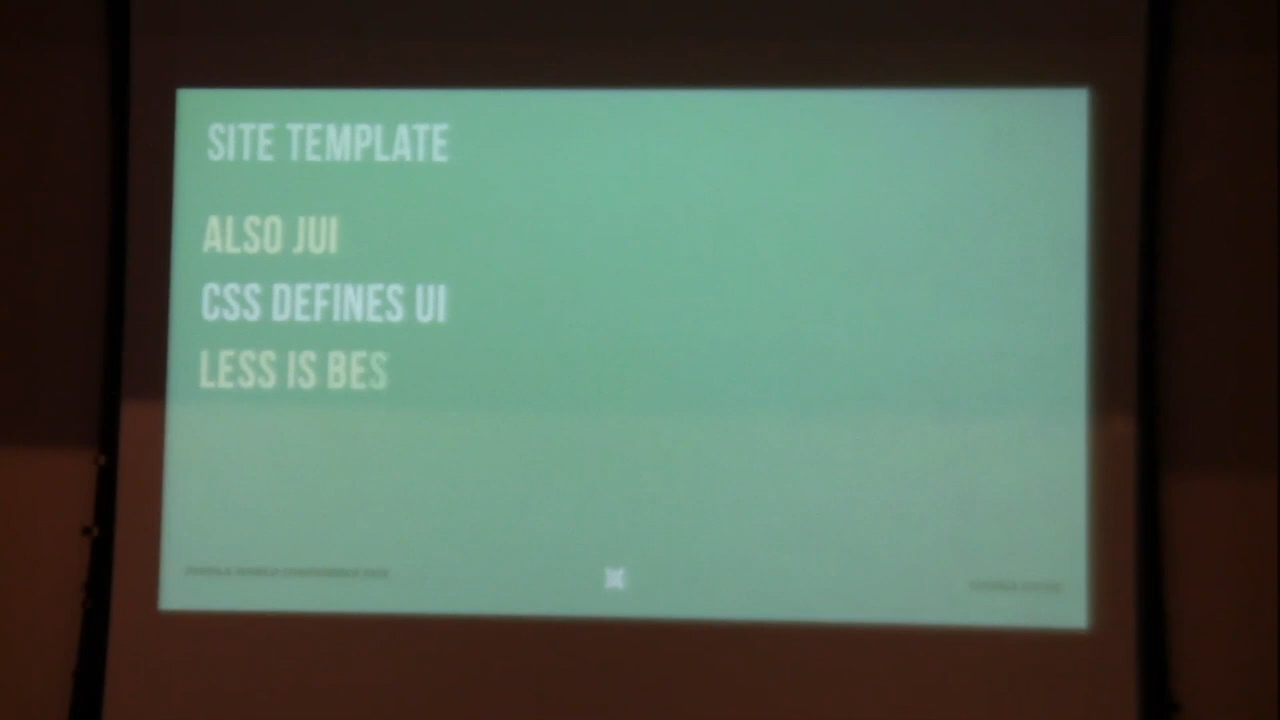 SITE TEMPLATE
ALSO JUI
CSS DEFINES UI
LESS IS BES